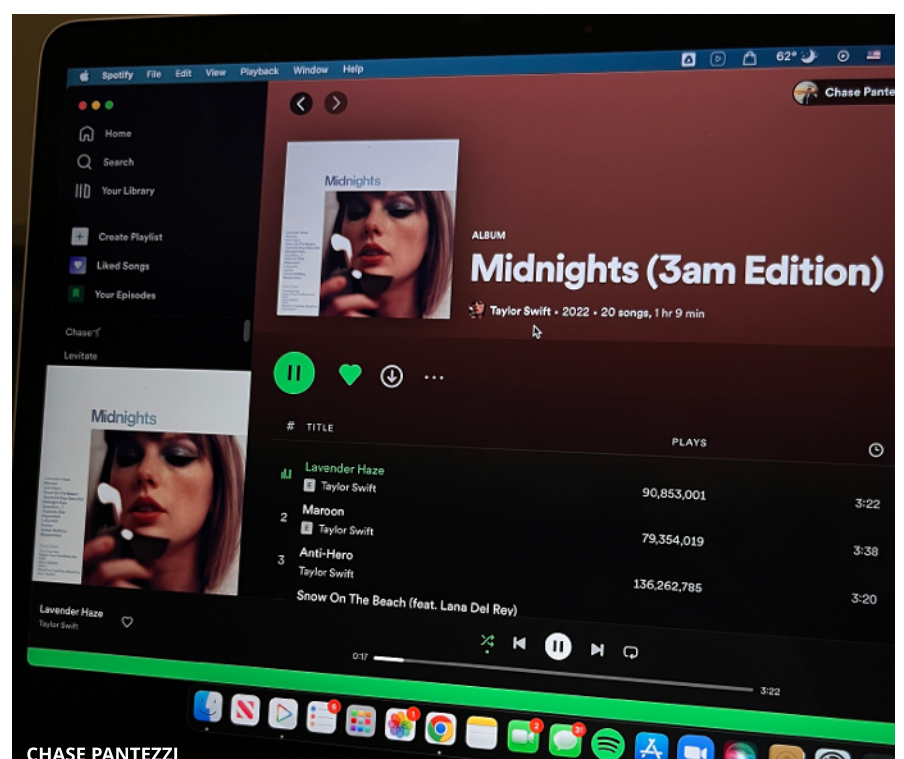 Spotify File Edit View Playback Window Help 62°
Chase Pante
Home
Search
Your Library
Create Playlist
Liked Songs
Your Episodes
Chase
Levitate
Midnights
ALBUM
Midnights (3am Edition)
Taylor Swift • 2022 • 20 songs, 1 hr 9 min
# TITLE PLAYS
Lavender Haze
E Taylor Swift 90,853,001 3:22
2 Maroon
E Taylor Swift 79,354,019 3:38
3 Anti-Hero
Taylor Swift 136,262,785 3:20
Snow On The Beach (feat. Lana Del Rey)
Midnights
Lavender Haze
Taylor Swift
0:17 3:22
6 1 2 31
CHASE PANTEZZI